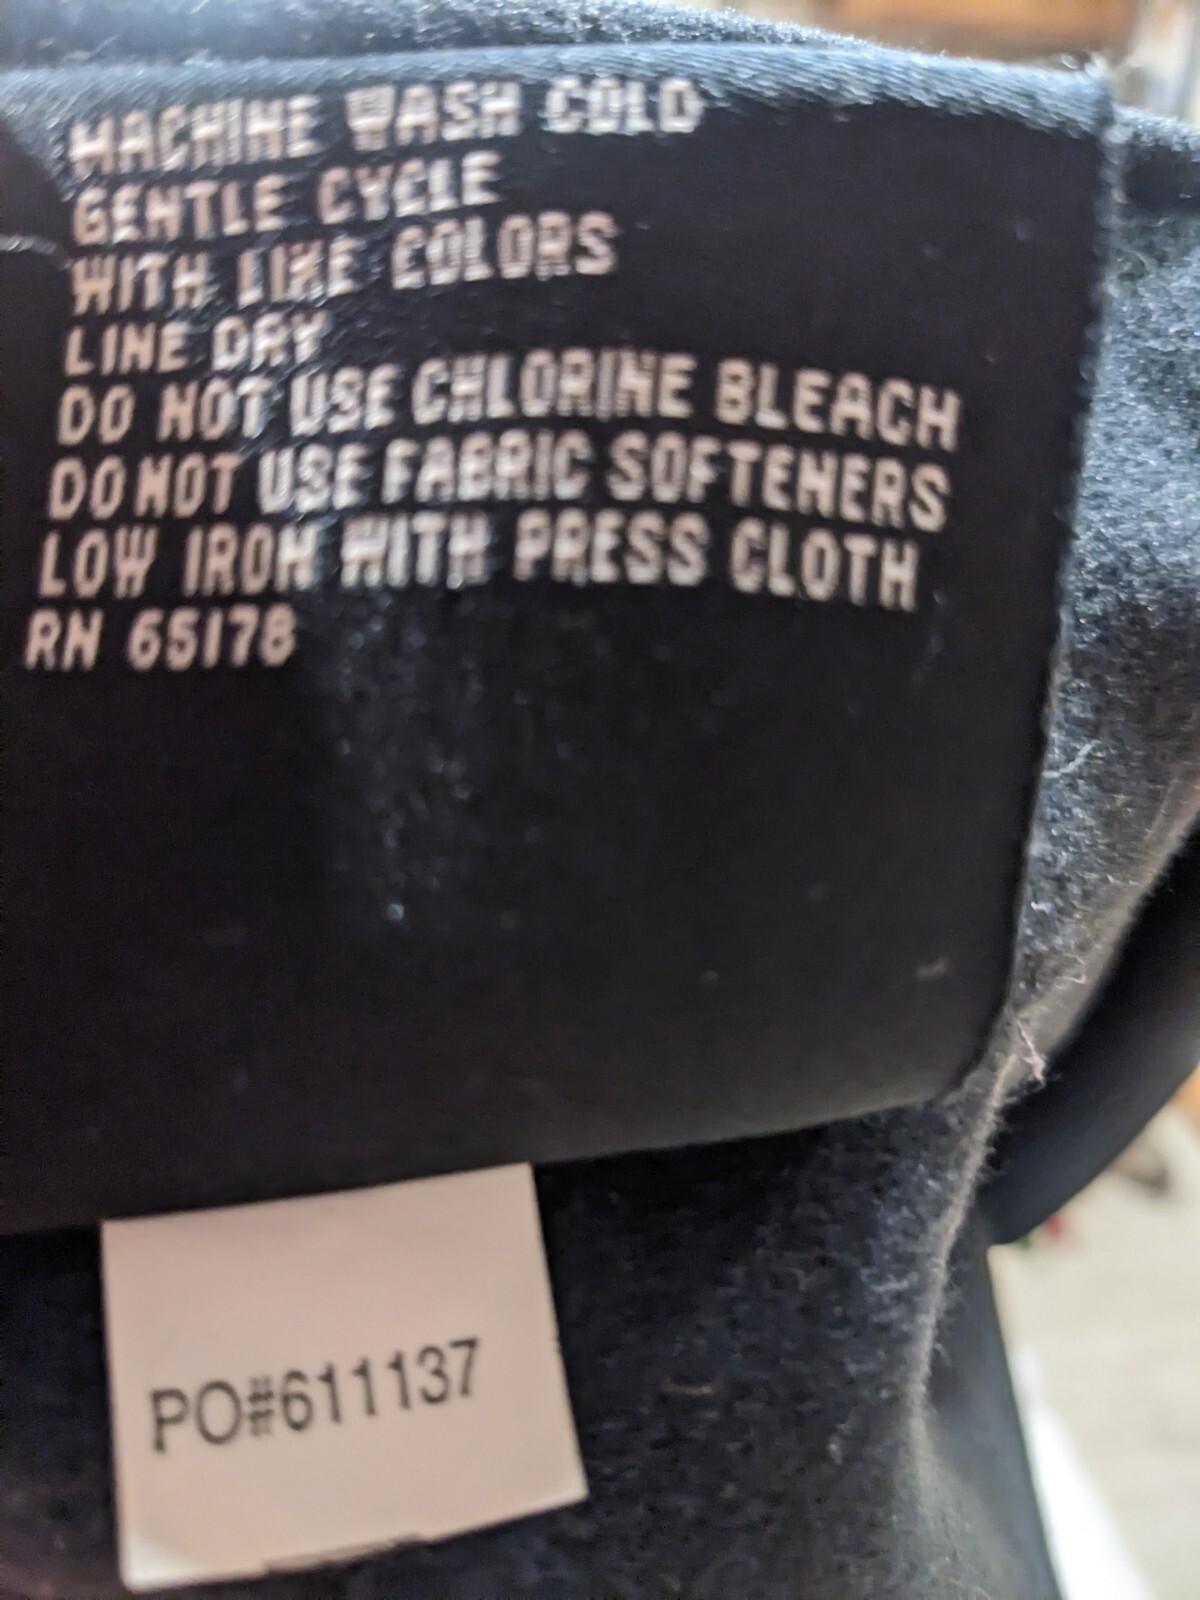 MACHINE WASH COLD
GENTLE CYCLE
WITH LIKE COLORS
LINE DRY
DO NOT USE CHLORINE BLEACH
DO NOT USE FABRIC SOFTENERS
LOW IRON WITH PRESS CLOTH
RN 65178
PO#611137